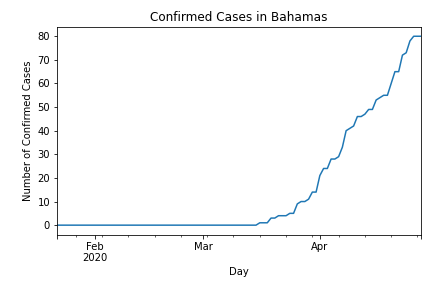 Confirmed Cases in Bahamas
Number of Confirmed Cases
80
70
60
50
40
30
20
10
0
Feb
2020
Mar
Apr
Day